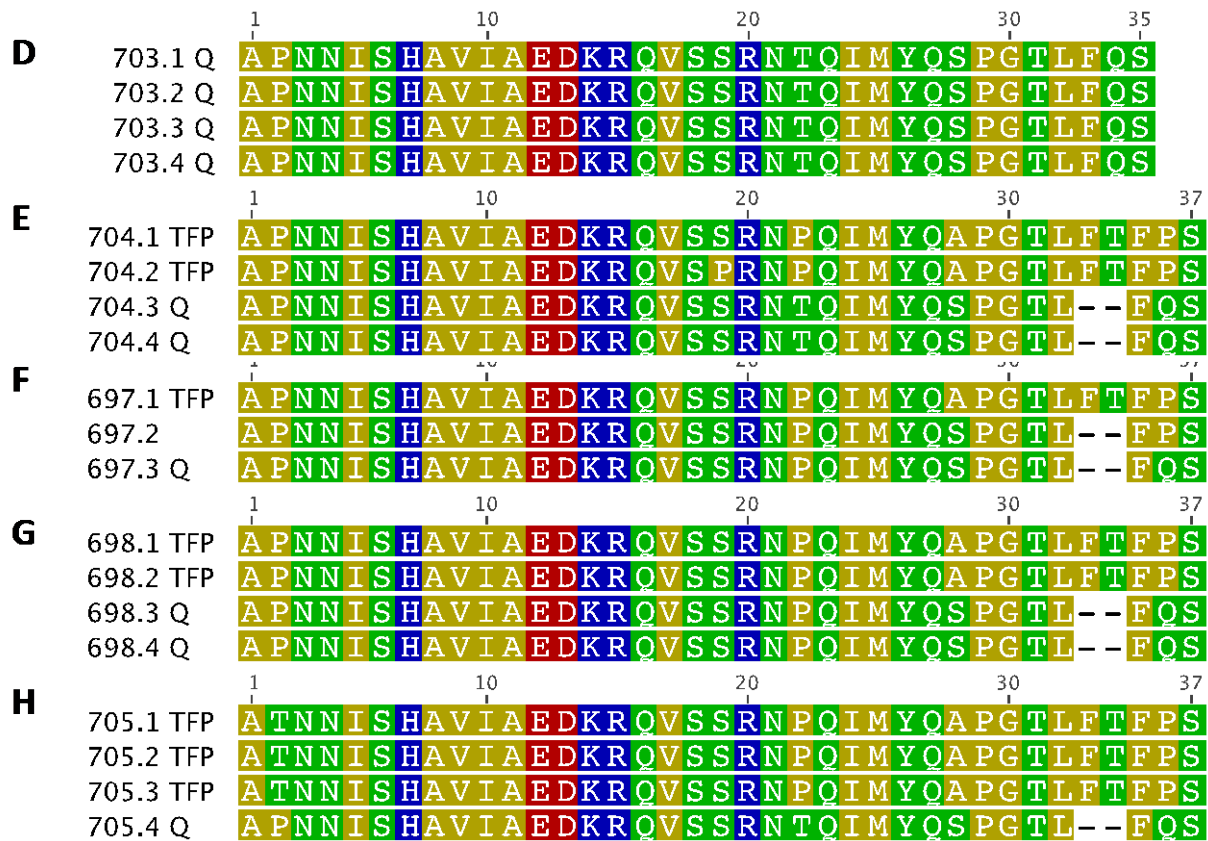 1 10 20 30 35
D 703.1 Q APNNISHAVIAEDKRQVSSRNTQIMYQSPGTLFQS
703.2 Q APNNISHAVIAEDKRQVSSRNTQIMYQSPGTLFQS
703.3 Q APNNISHAVIAEDKRQVSSRNTQIMYQSPGTLFQS
703.4 Q APNNISHAVIAEDKRQVSSRNTQIMYQSPGTLFQS
1 10 20 30 37
E 704.1 TFP APNNISHAVIAEDKRQVSSRNPQIMYQAPGTLFTFPS
704.2 TFP APNNISHAVIAEDKRQVSPRNPQIMYQAPGTLFTFPS
704.3 Q APNNISHAVIAEDKRQVSSRNTQIMYQSPGTL--FQS
704.4 Q APNNISHAVIAEDKRQVSSRNTQIMYQSPGTL--FQS
F 697.1 TFP APNNISHAVIAEDKRQVSSRNPQIMYQAPGTLFTFPS
697.2 APNNISHAVIAEDKRQVSSRNPQIMYQSPGTL--FPS
697.3 Q APNNISHAVIAEDKRQVSSRNPQIMYQSPGTL--FQS
1 10 20 30 37
G 698.1 TFP APNNISHAVIAEDKRQVSSRNPQIMYQAPGTLFTFPS
698.2 TFP APNNISHAVIAEDKRQVSSRNPQIMYQAPGTLFTFPS
698.3 Q APNNISHAVIAEDKRQVSSRNTQIMYQSPGTL--FQS
698.4 Q APNNISHAVIAEDKRQVSSRNTQIMYQSPGTL--FQS
1 10 20 30 37
H 705.1 TFP ATNNISHAVIAEDKRQVSSRNPQIMYQAPGTLFTFPS
705.2 TFP ATNNISHAVIAEDKRQVSSRNPQIMYQAPGTLFTFPS
705.3 TFP ATNNISHAVIAEDKRQVSSRNPQIMYQAPGTLFTFPS
705.4 Q APNNISHAVIAEDKRQVSSRNTQIMYQSPGTL--FQS